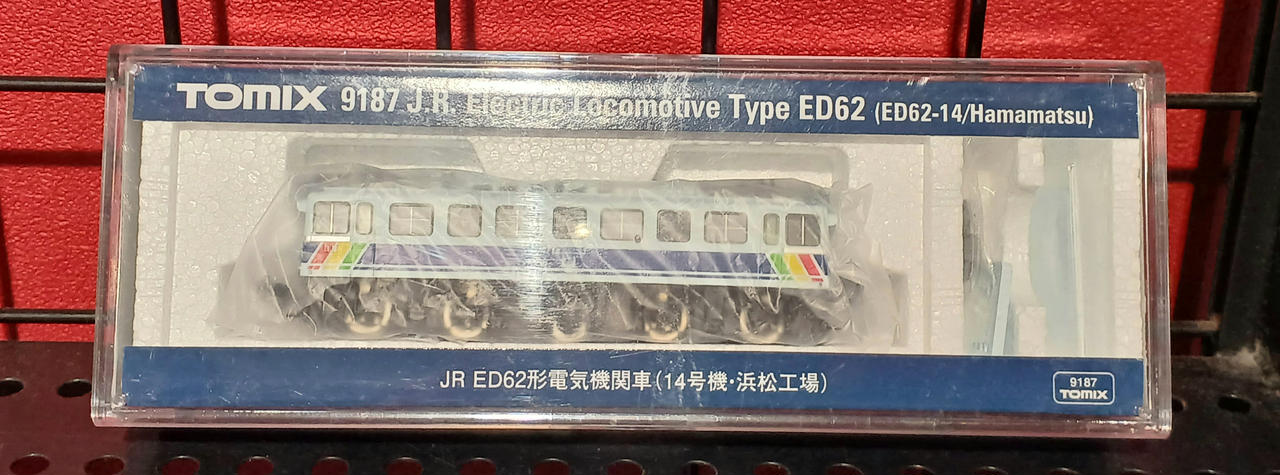 TOMIX 9187 J.R. Electric Locomotive Type ED62 (ED62-14/Hamamatsu)
JR ED62形電気機関車(14号機・浜松工場)
9187
TOMIX